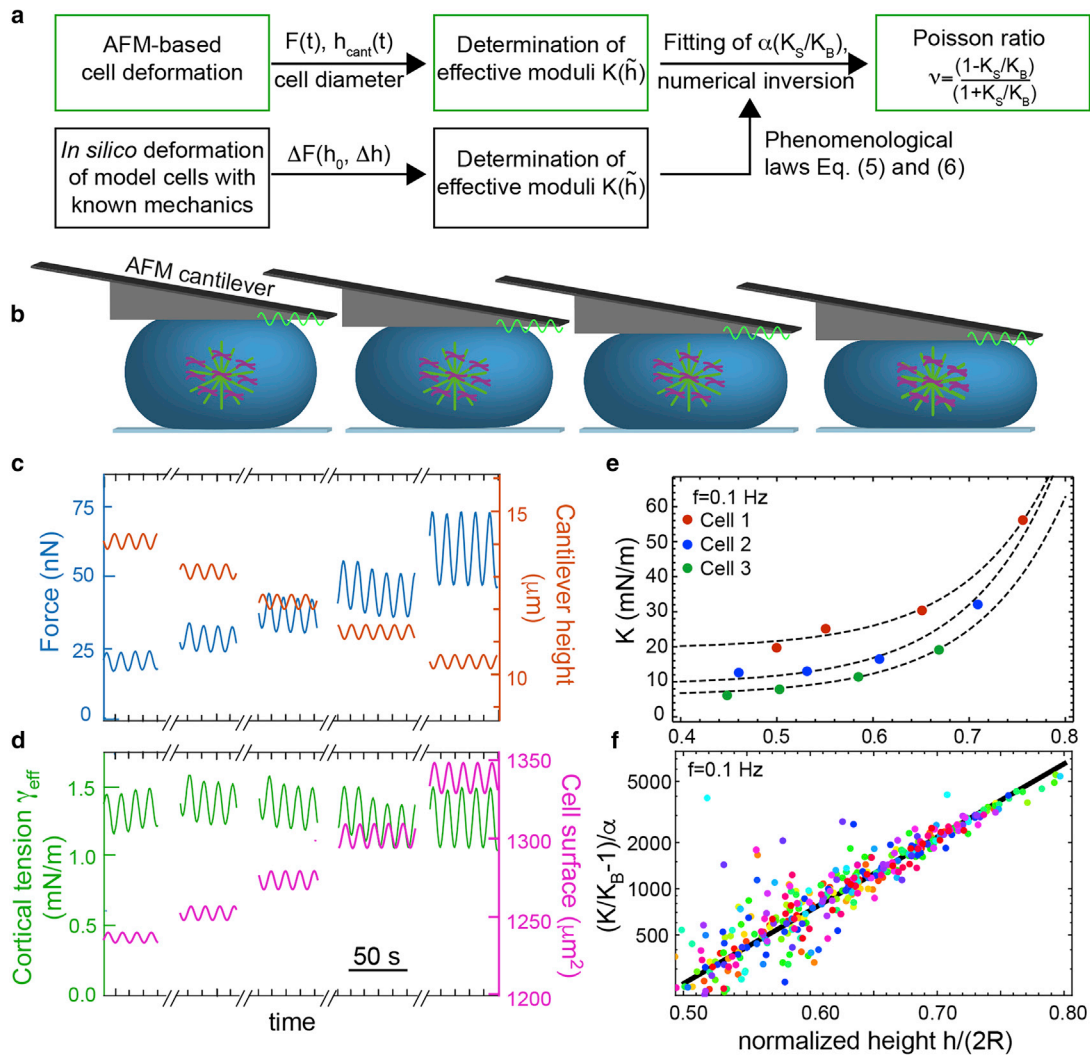 a
AFM-based
cell deformation
F(t), h_cant(t)
cell diameter
Determination of
effective moduli K(h̃)
Fitting of α(K_S/K_B),
numerical inversion
Poisson ratio
ν=(1-K_S/K_B)/(1+K_S/K_B)
In silico deformation
of model cells with
known mechanics
ΔF(h_0, Δh)
Determination of
effective moduli K(h̃)
Phenomenological
laws Eq. (5) and (6)
b
AFM cantilever
c
Force (nN)
75
50
25
0
Cantilever height
(μm)
15
10
d
Cortical tension γ_eff
(mN/m)
1.5
1.0
0.5
0.0
Cell surface (μm²)
1350
1300
1250
1200
50 s
time
e
f=0.1 Hz
Cell 1
Cell 2
Cell 3
K (mN/m)
60
50
40
30
20
10
0
0.4 0.5 0.6 0.7 0.8
f
f=0.1 Hz
(K/K_B-1)/α
5000
2000
1000
500
0.50 0.60 0.70 0.80
normalized height h/(2R)